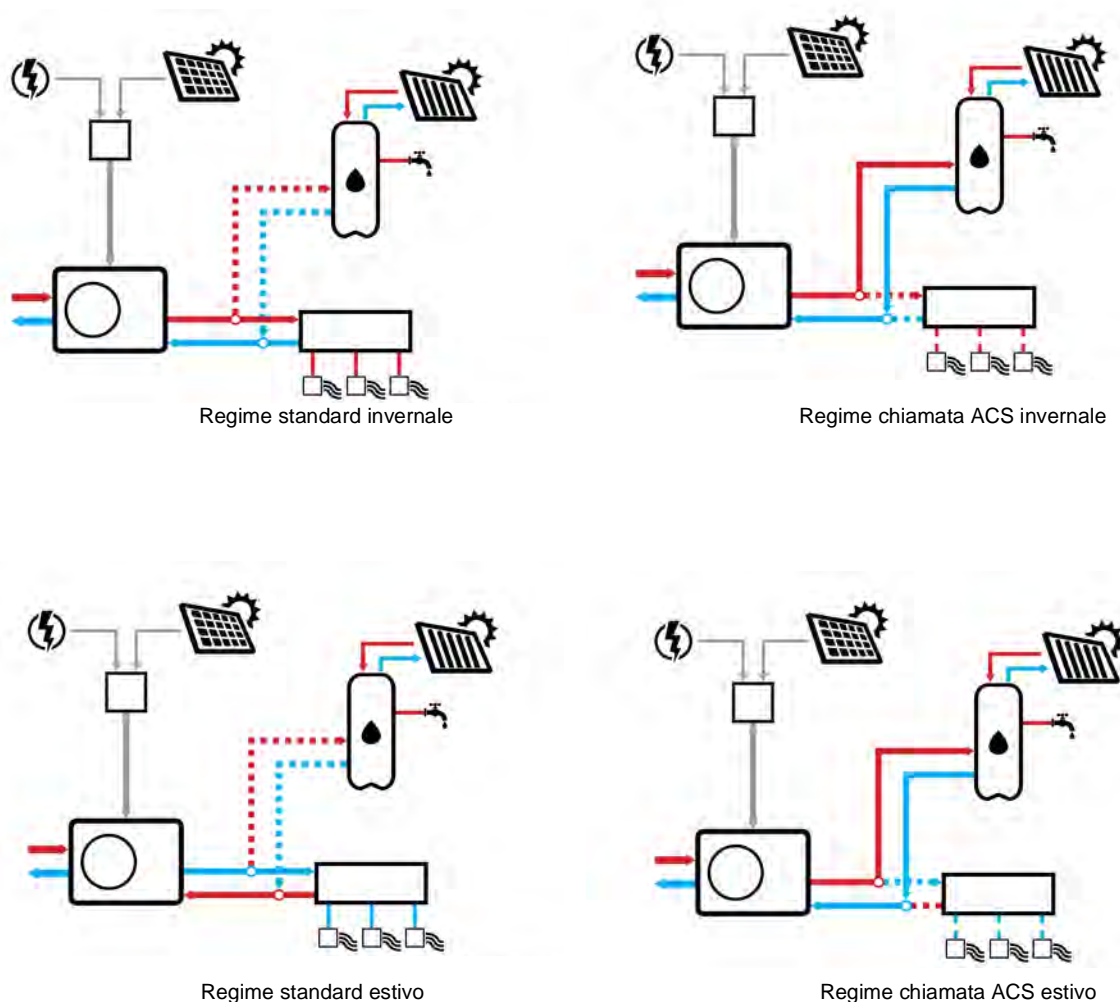 Regime standard invernale
Regime chiamata ACS invernale
Regime standard estivo
Regime chiamata ACS estivo